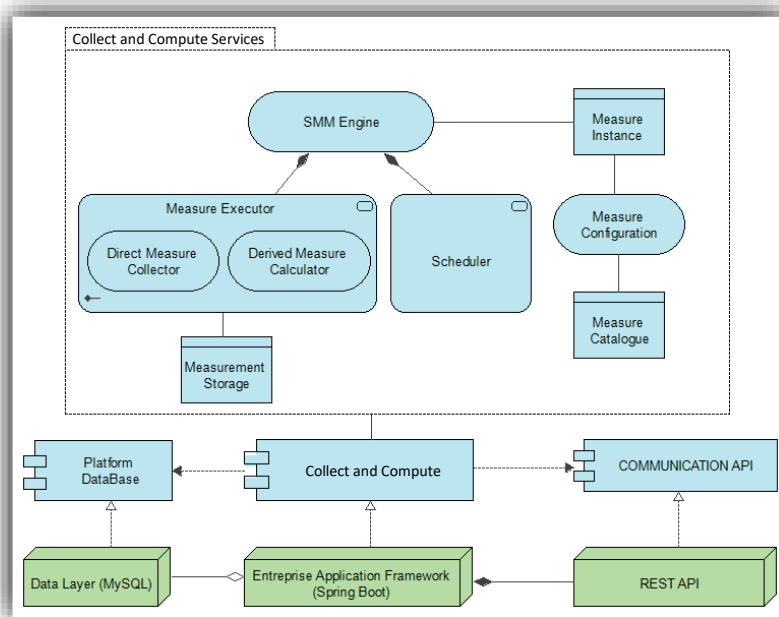 Collect and Compute Services
SMM Engine
Measure
Instance
Measure Executor
Direct Measure
Collector
Derived Measure
Calculator
Scheduler
Measure
Configuration
Measurement
Storage
Measure
Catalogue
Platform
DataBase
Collect and Compute
COMMUNICATION API
Data Layer (MySQL)
Entreprise Application Framework
(Spring Boot)
REST API